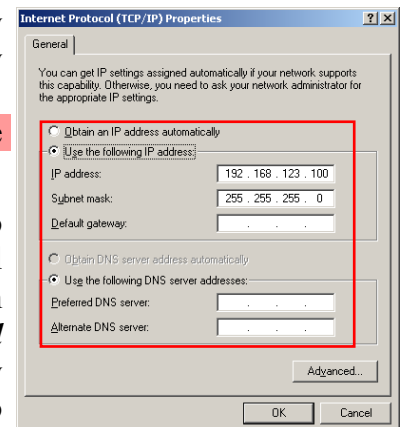 Internet Protocol (TCP/IP) Properties
General
You can get IP settings assigned automatically if your network supports
this capability. Otherwise, you need to ask your network administrator for
the appropriate IP settings.
Obtain an IP address automatically
Use the following IP address:
IP address: 192 . 168 . 123 . 100
Subnet mask: 255 . 255 . 255 . 0
Default gateway: . . .
Obtain DNS server address automatically
Use the following DNS server addresses:
Preferred DNS server: . . .
Alternate DNS server: . . .
Advanced...
OK Cancel